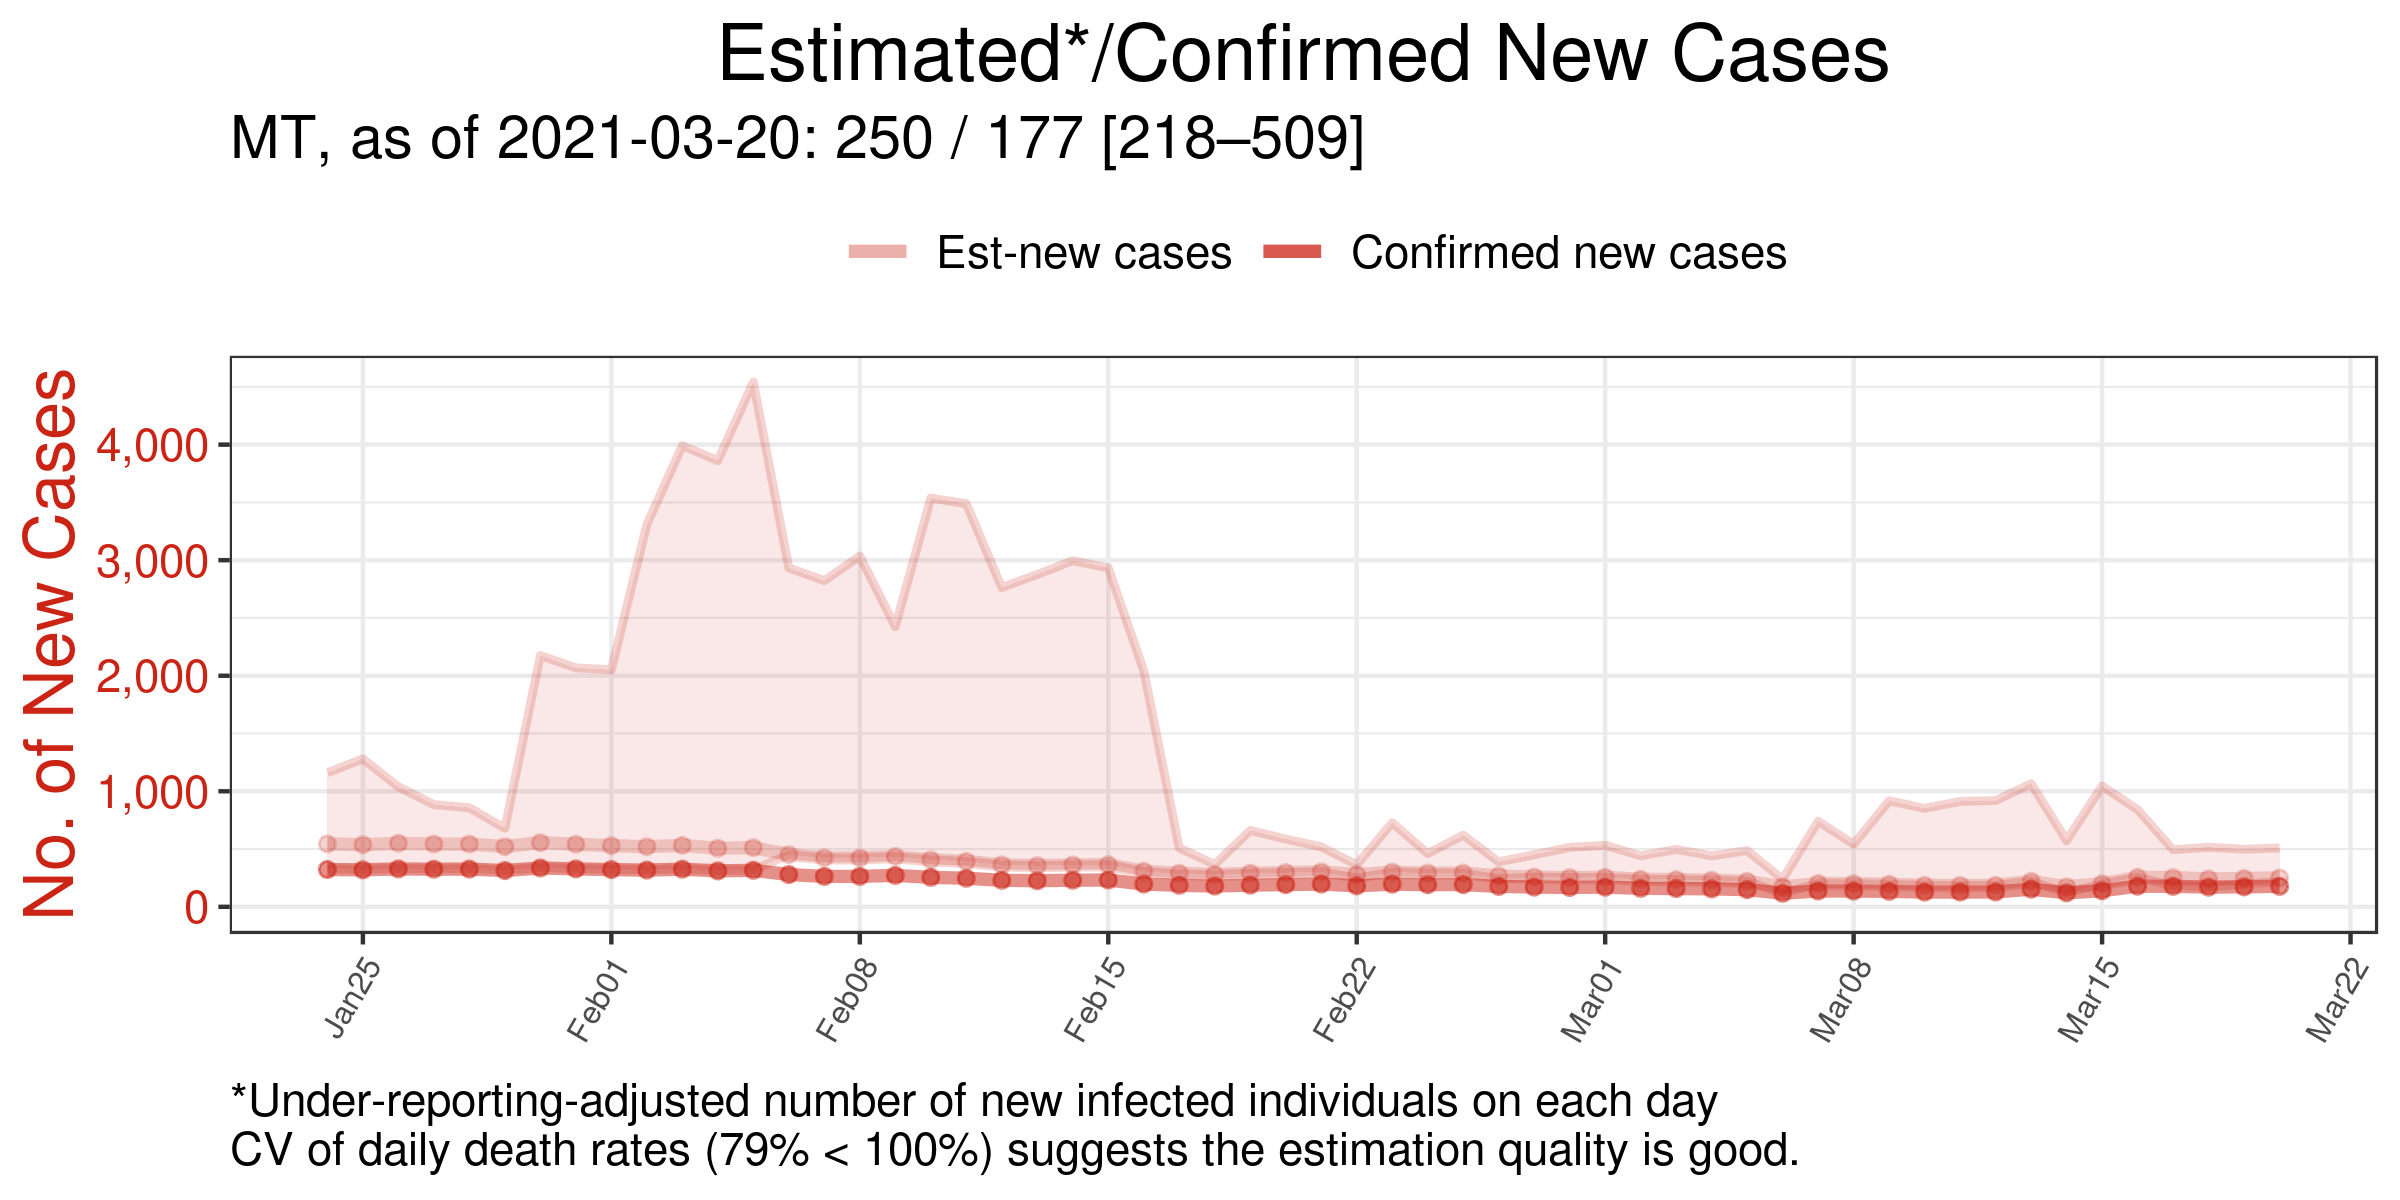 Estimated*/Confirmed New Cases
MT, as of 2021-03-20: 250 / 177 [218–509]
Est-new cases
Confirmed new cases
No. of New Cases
4,000
3,000
2,000
1,000
0
Jan25
Feb01
Feb08
Feb15
Feb22
Mar01
Mar08
Mar15
Mar22
*Under-reporting-adjusted number of new infected individuals on each day
CV of daily death rates (79% < 100%) suggests the estimation quality is good.